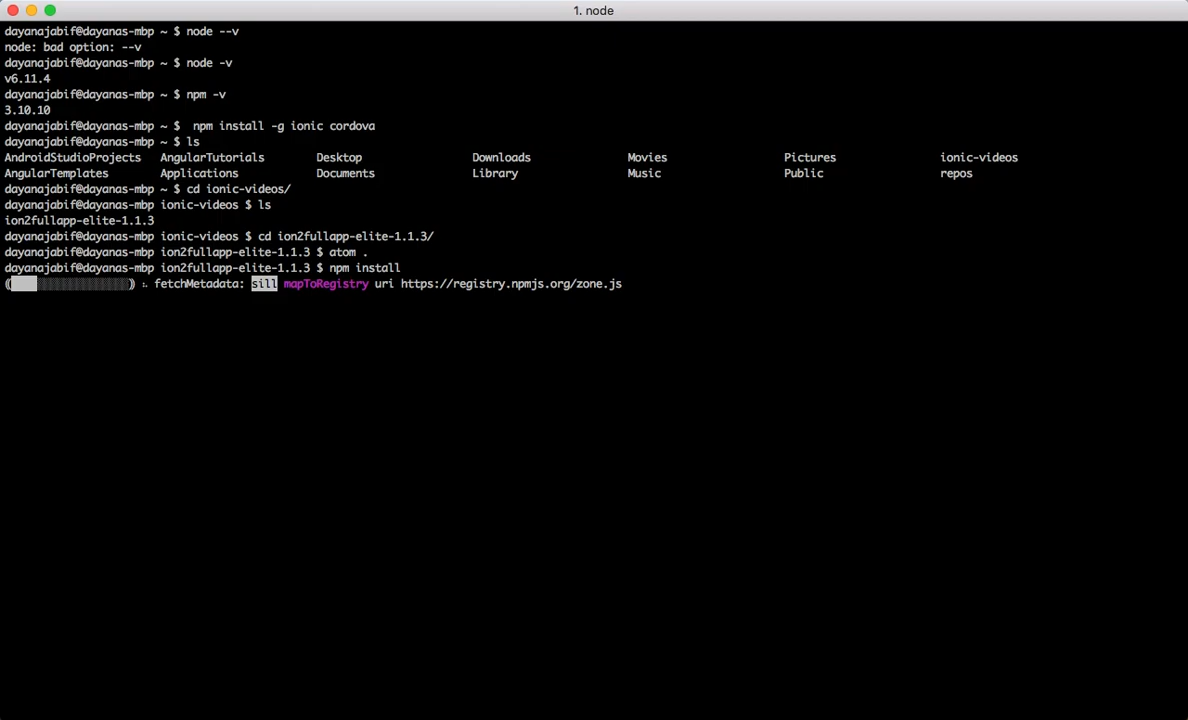 1. node
dayanajabif@dayanas-mbp ~ $ node --v
node: bad option: --v
dayanajabif@dayanas-mbp ~ $ node -v
v6.11.4
dayanajabif@dayanas-mbp ~ $ npm -v
3.10.10
dayanajabif@dayanas-mbp ~ $  npm install -g ionic cordova
dayanajabif@dayanas-mbp ~ $ ls
AndroidStudioProjects AngularTutorials Desktop Downloads Movies Pictures ionic-videos
AngularTemplates Applications Documents Library Music Public repos
dayanajabif@dayanas-mbp ~ $ cd ionic-videos/
dayanajabif@dayanas-mbp ionic-videos $ ls
ion2fullapp-elite-1.1.3
dayanajabif@dayanas-mbp ionic-videos $ cd ion2fullapp-elite-1.1.3/
dayanajabif@dayanas-mbp ion2fullapp-elite-1.1.3 $ atom .
dayanajabif@dayanas-mbp ion2fullapp-elite-1.1.3 $ npm install
fetchMetadata: sill mapToRegistry uri https://registry.npmjs.org/zone.js